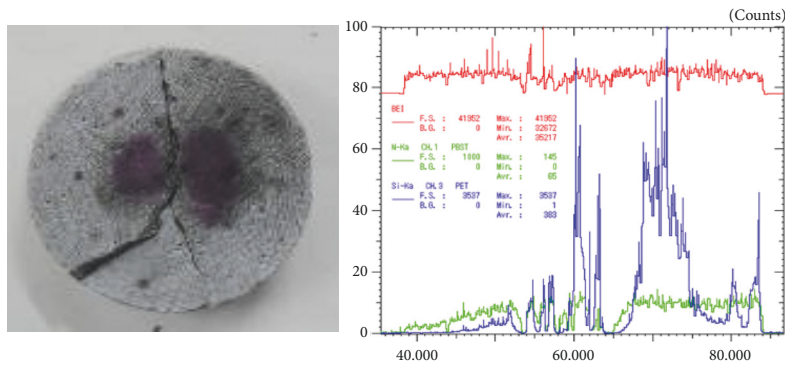 (Counts)
100
80
60
40
20
0
BEI
F.S. : 41952 Max. : 41952
B.G. : 0 Min. : 32672
Avr. : 35217
N-Ka CH.1 PBST
F.S. : 1000 Max. : 145
B.G. : 0 Min. : 0
Avr. : 65
Si-Ka CH.3 PET
F.S. : 3537 Max. : 3537
B.G. : 0 Min. : 1
Avr. : 383
40.000 60.000 80.000